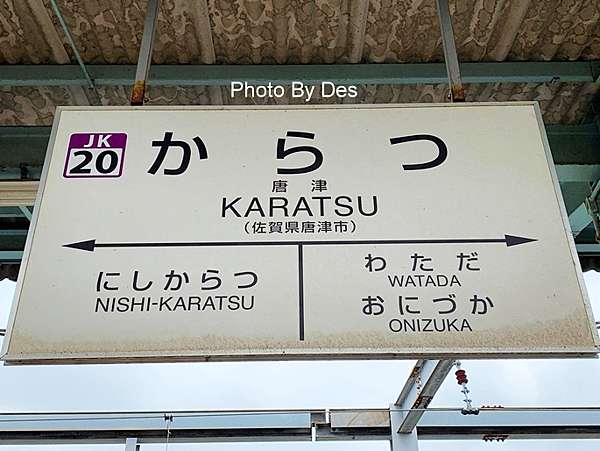 Photo By Des
JK
20
からつ
唐津
KARATSU
(佐賀県唐津市)
にしからつ
NISHI-KARATSU
わただ
WATADA
おにづか
ONIZUKA